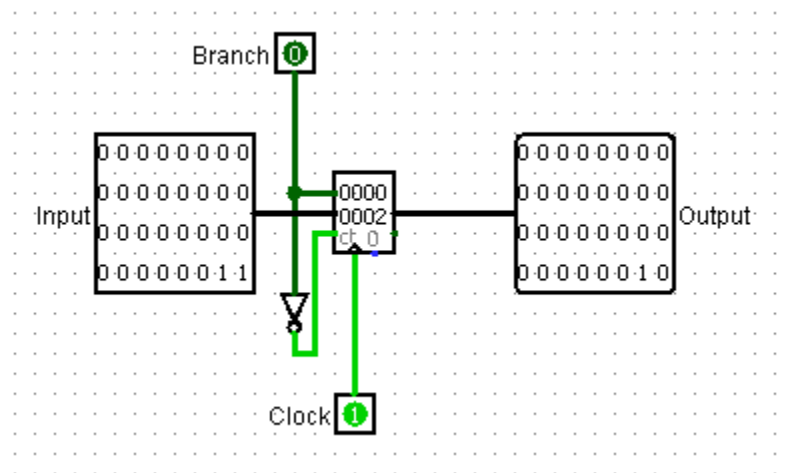 Branch 0
0 0 0 0 0 0 0 0
0 0 0 0 0 0 0 0
0 0 0 0 0 0 0 0
0 0 0 0 0 0 1 1
Input
0000
0002
ct 0
0 0 0 0 0 0 0 0
0 0 0 0 0 0 0 0
0 0 0 0 0 0 0 0
0 0 0 0 0 0 1 0
Output
Clock 1